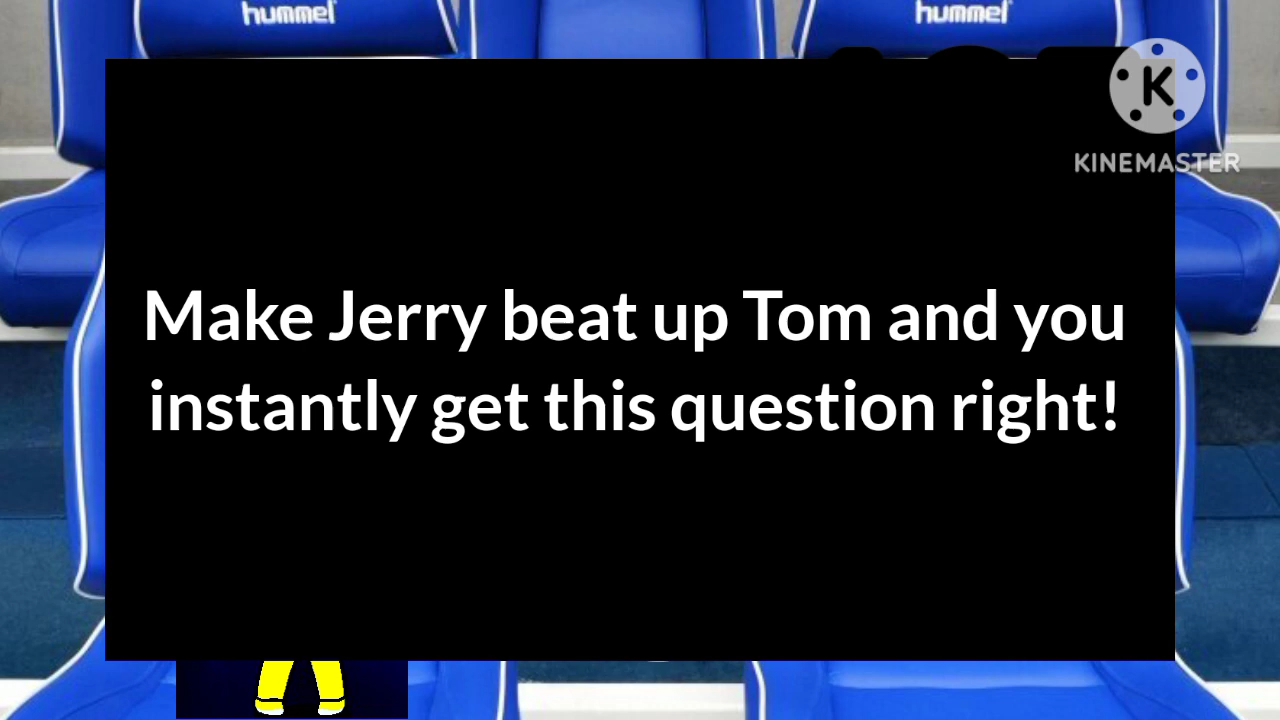 hummel
hummel
K
KINEMASTER
Make Jerry beat up Tom and you
instantly get this question right!